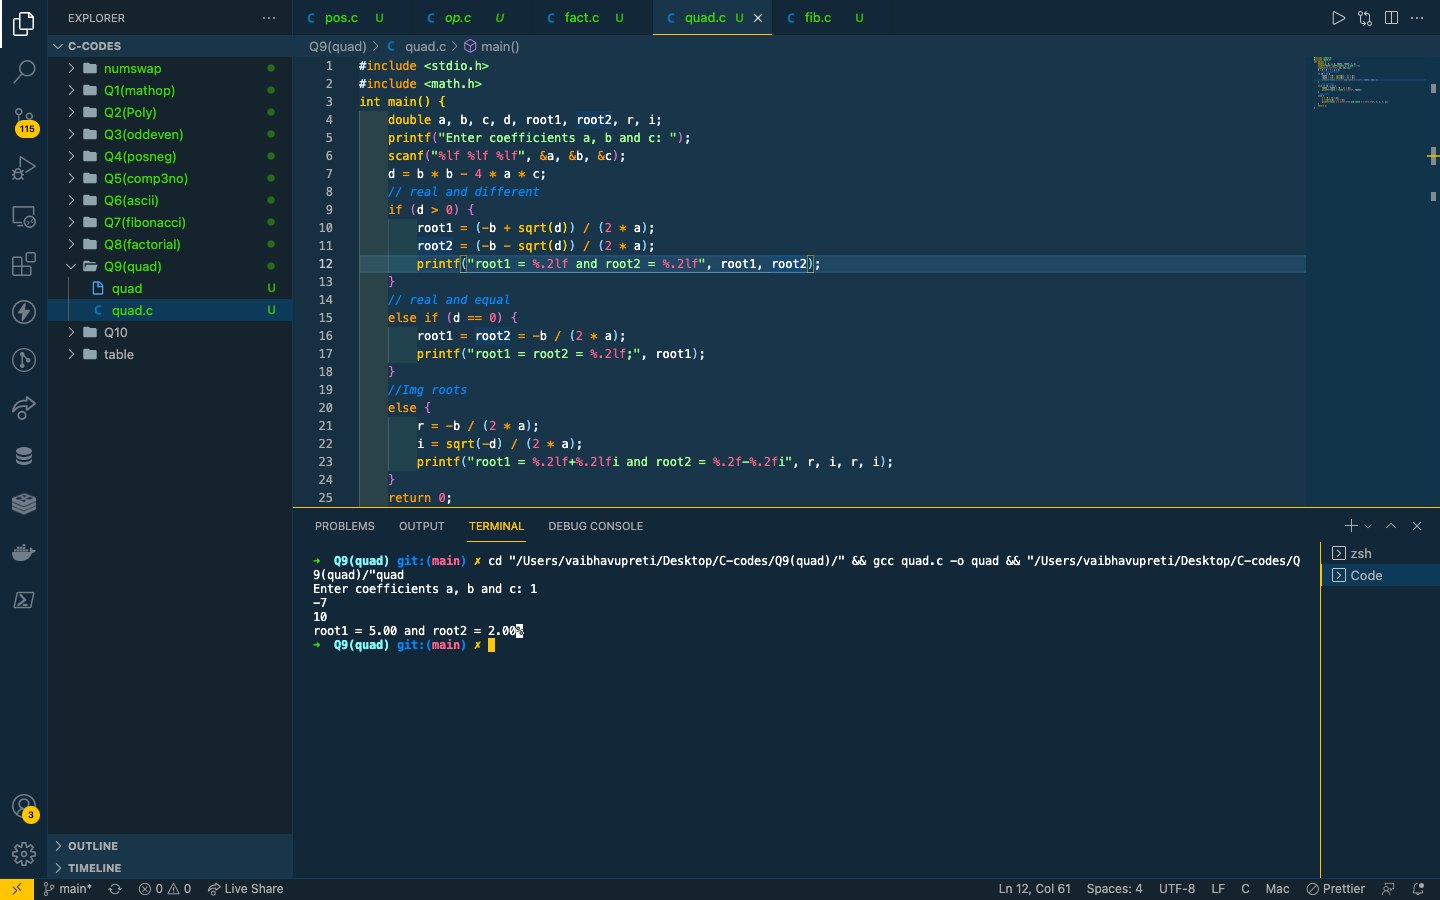 EXPLORER
C-CODES
numswap
Q1(mathop)
Q2(Poly)
Q3(oddeven)
Q4(posneg)
Q5(comp3no)
Q6(ascii)
Q7(fibonacci)
Q8(factorial)
Q9(quad)
quad U
C quad.c U
Q10
table
OUTLINE
TIMELINE
115
3
C pos.c U C op.c U C fact.c U C quad.c U C fib.c U
Q9(quad) > C quad.c > main()
1 #include <stdio.h>
2 #include <math.h>
3 int main() {
4 double a, b, c, d, root1, root2, r, i;
5 printf("Enter coefficients a, b and c: ");
6 scanf("%lf %lf %lf", &a, &b, &c);
7 d = b * b - 4 * a * c;
8 // real and different
9 if (d > 0) {
10 root1 = (-b + sqrt(d)) / (2 * a);
11 root2 = (-b - sqrt(d)) / (2 * a);
12 printf("root1 = %.2lf and root2 = %.2lf", root1, root2);
13 }
14 // real and equal
15 else if (d == 0) {
16 root1 = root2 = -b / (2 * a);
17 printf("root1 = root2 = %.2lf;", root1);
18 }
19 //Img roots
20 else {
21 r = -b / (2 * a);
22 i = sqrt(-d) / (2 * a);
23 printf("root1 = %.2lf+%.2lfi and root2 = %.2f-%.2fi", r, i, r, i);
24 }
25 return 0;
PROBLEMS OUTPUT TERMINAL DEBUG CONSOLE
➜ Q9(quad) git:(main) ✗ cd "/Users/vaibhavupreti/Desktop/C-codes/Q9(quad)/" && gcc quad.c -o quad && "/Users/vaibhavupreti/Desktop/C-codes/Q
9(quad)/"quad
Enter coefficients a, b and c: 1
-7
10
root1 = 5.00 and root2 = 2.00%
➜ Q9(quad) git:(main) ✗
zsh
Code
main* 0 0 Live Share Ln 12, Col 61 Spaces: 4 UTF-8 LF C Mac Prettier